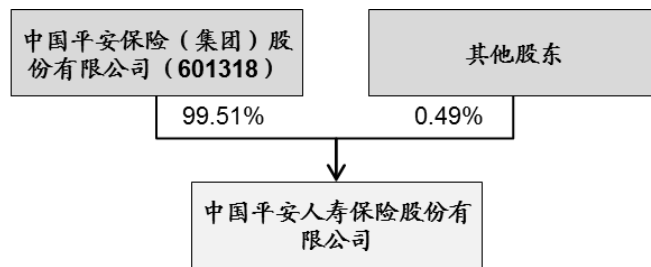 中国平安保险（集团）股
份有限公司（601318）
其他股东
99.51%
0.49%
中国平安人寿保险股份有
限公司